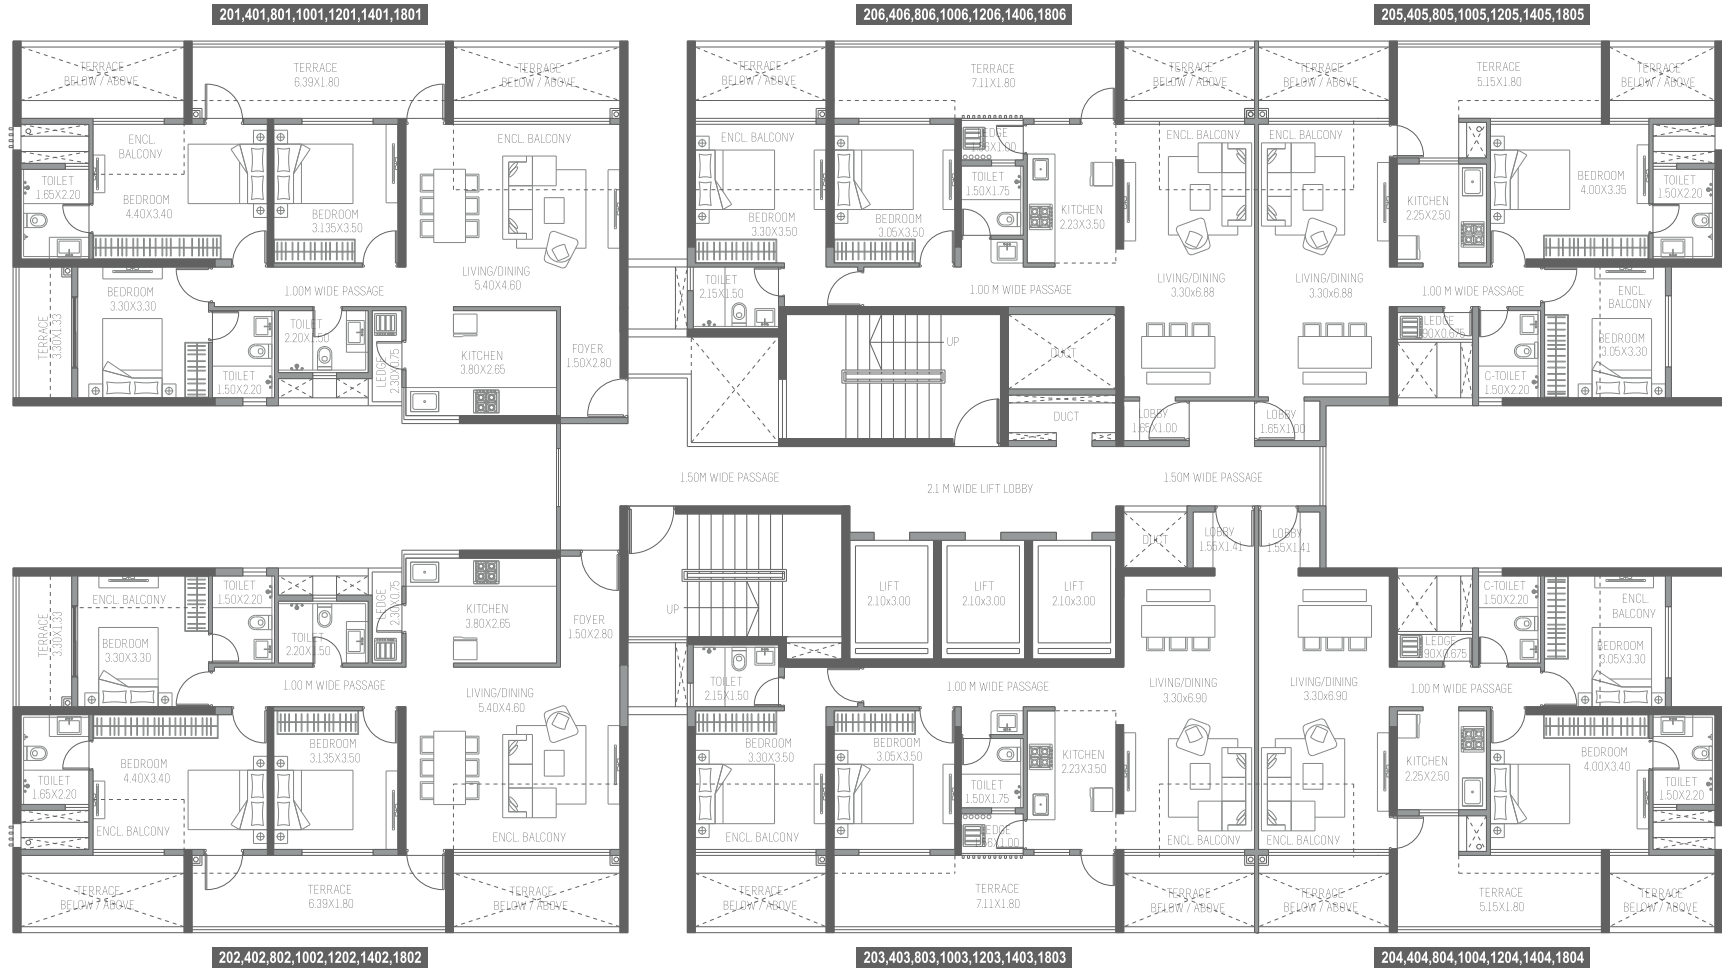 201,401,801,1001,1201,1401,1801
206,406,806,1006,1206,1406,1806
205,405,805,1005,1205,1405,1805
TERRACE
BELOW / ABOVE
TERRACE
6.39X1.80
TERRACE
BELOW / ABOVE
ENCL.
BALCONY
ENCL. BALCONY
TOILET
1.65X2.20
BEDROOM
4.40X3.40
BEDROOM
3.135X3.50
LIVING/DINING
5.40X4.60
BEDROOM
3.30X3.30
1.00M WIDE PASSAGE
TERRACE
3.30X1.33
TOILET
2.20X1.50
TOILET
1.50X2.20
LEDGE
2.30X0.75
KITCHEN
3.80X2.65
FOYER
1.50X2.80
TERRACE
BELOW / ABOVE
TERRACE
7.11X1.80
TERRACE
BELOW / ABOVE
ENCL. BALCONY
LEDGE
TOILET
1.50X1.75
ENCL. BALCONY
BEDROOM
3.30X3.50
BEDROOM
3.05X3.50
KITCHEN
2.23X3.50
TOILET
2.15X1.50
1.00 M WIDE PASSAGE
LIVING/DINING
3.30x6.88
UP
DUCT
DUCT
LOBBY
1.65X1.00
TERRACE
BELOW / ABOVE
TERRACE
5.15X1.80
TERRACE
BELOW / ABOVE
ENCL. BALCONY
BEDROOM
4.00X3.35
TOILET
1.50X2.20
KITCHEN
2.25X2.50
LIVING/DINING
3.30x6.88
1.00 M WIDE PASSAGE
ENCL.
BALCONY
LEDGE
BEDROOM
3.05X3.30
C-TOILET
1.50X2.20
LOBBY
1.65X1.00
1.50M WIDE PASSAGE
2.1 M WIDE LIFT LOBBY
1.50M WIDE PASSAGE
ENCL. BALCONY
TOILET
1.50X2.20
LEDGE
2.30X0.75
KITCHEN
3.80X2.65
FOYER
1.50X2.80
TERRACE
3.30X1.33
BEDROOM
3.30X3.30
TOILET
2.20X1.50
1.00 M WIDE PASSAGE
LIVING/DINING
5.40X4.60
BEDROOM
4.40X3.40
BEDROOM
3.135X3.50
TOILET
1.65X2.20
ENCL. BALCONY
ENCL. BALCONY
TERRACE
BELOW / ABOVE
TERRACE
6.39X1.80
TERRACE
BELOW / ABOVE
UP
LIFT
2.10x3.00
LIFT
2.10x3.00
LIFT
2.10x3.00
DUCT
LOBBY
1.55X1.41
TOILET
2.15X1.50
1.00 M WIDE PASSAGE
LIVING/DINING
3.30x6.90
BEDROOM
3.30X3.50
BEDROOM
3.05X3.50
KITCHEN
2.23X3.50
TOILET
1.50X1.75
ENCL. BALCONY
LEDGE
ENCL. BALCONY
TERRACE
BELOW / ABOVE
TERRACE
7.11X1.80
TERRACE
BELOW / ABOVE
LOBBY
1.55X1.41
C-TOILET
1.50X2.20
ENCL.
BALCONY
LEDGE
BEDROOM
3.05X3.30
LIVING/DINING
3.30x6.90
1.00 M WIDE PASSAGE
KITCHEN
2.25X2.50
BEDROOM
4.00X3.40
TOILET
1.50X2.20
ENCL. BALCONY
TERRACE
BELOW / ABOVE
TERRACE
5.15X1.80
TERRACE
BELOW / ABOVE
202,402,802,1002,1202,1402,1802
203,403,803,1003,1203,1403,1803
204,404,804,1004,1204,1404,1804